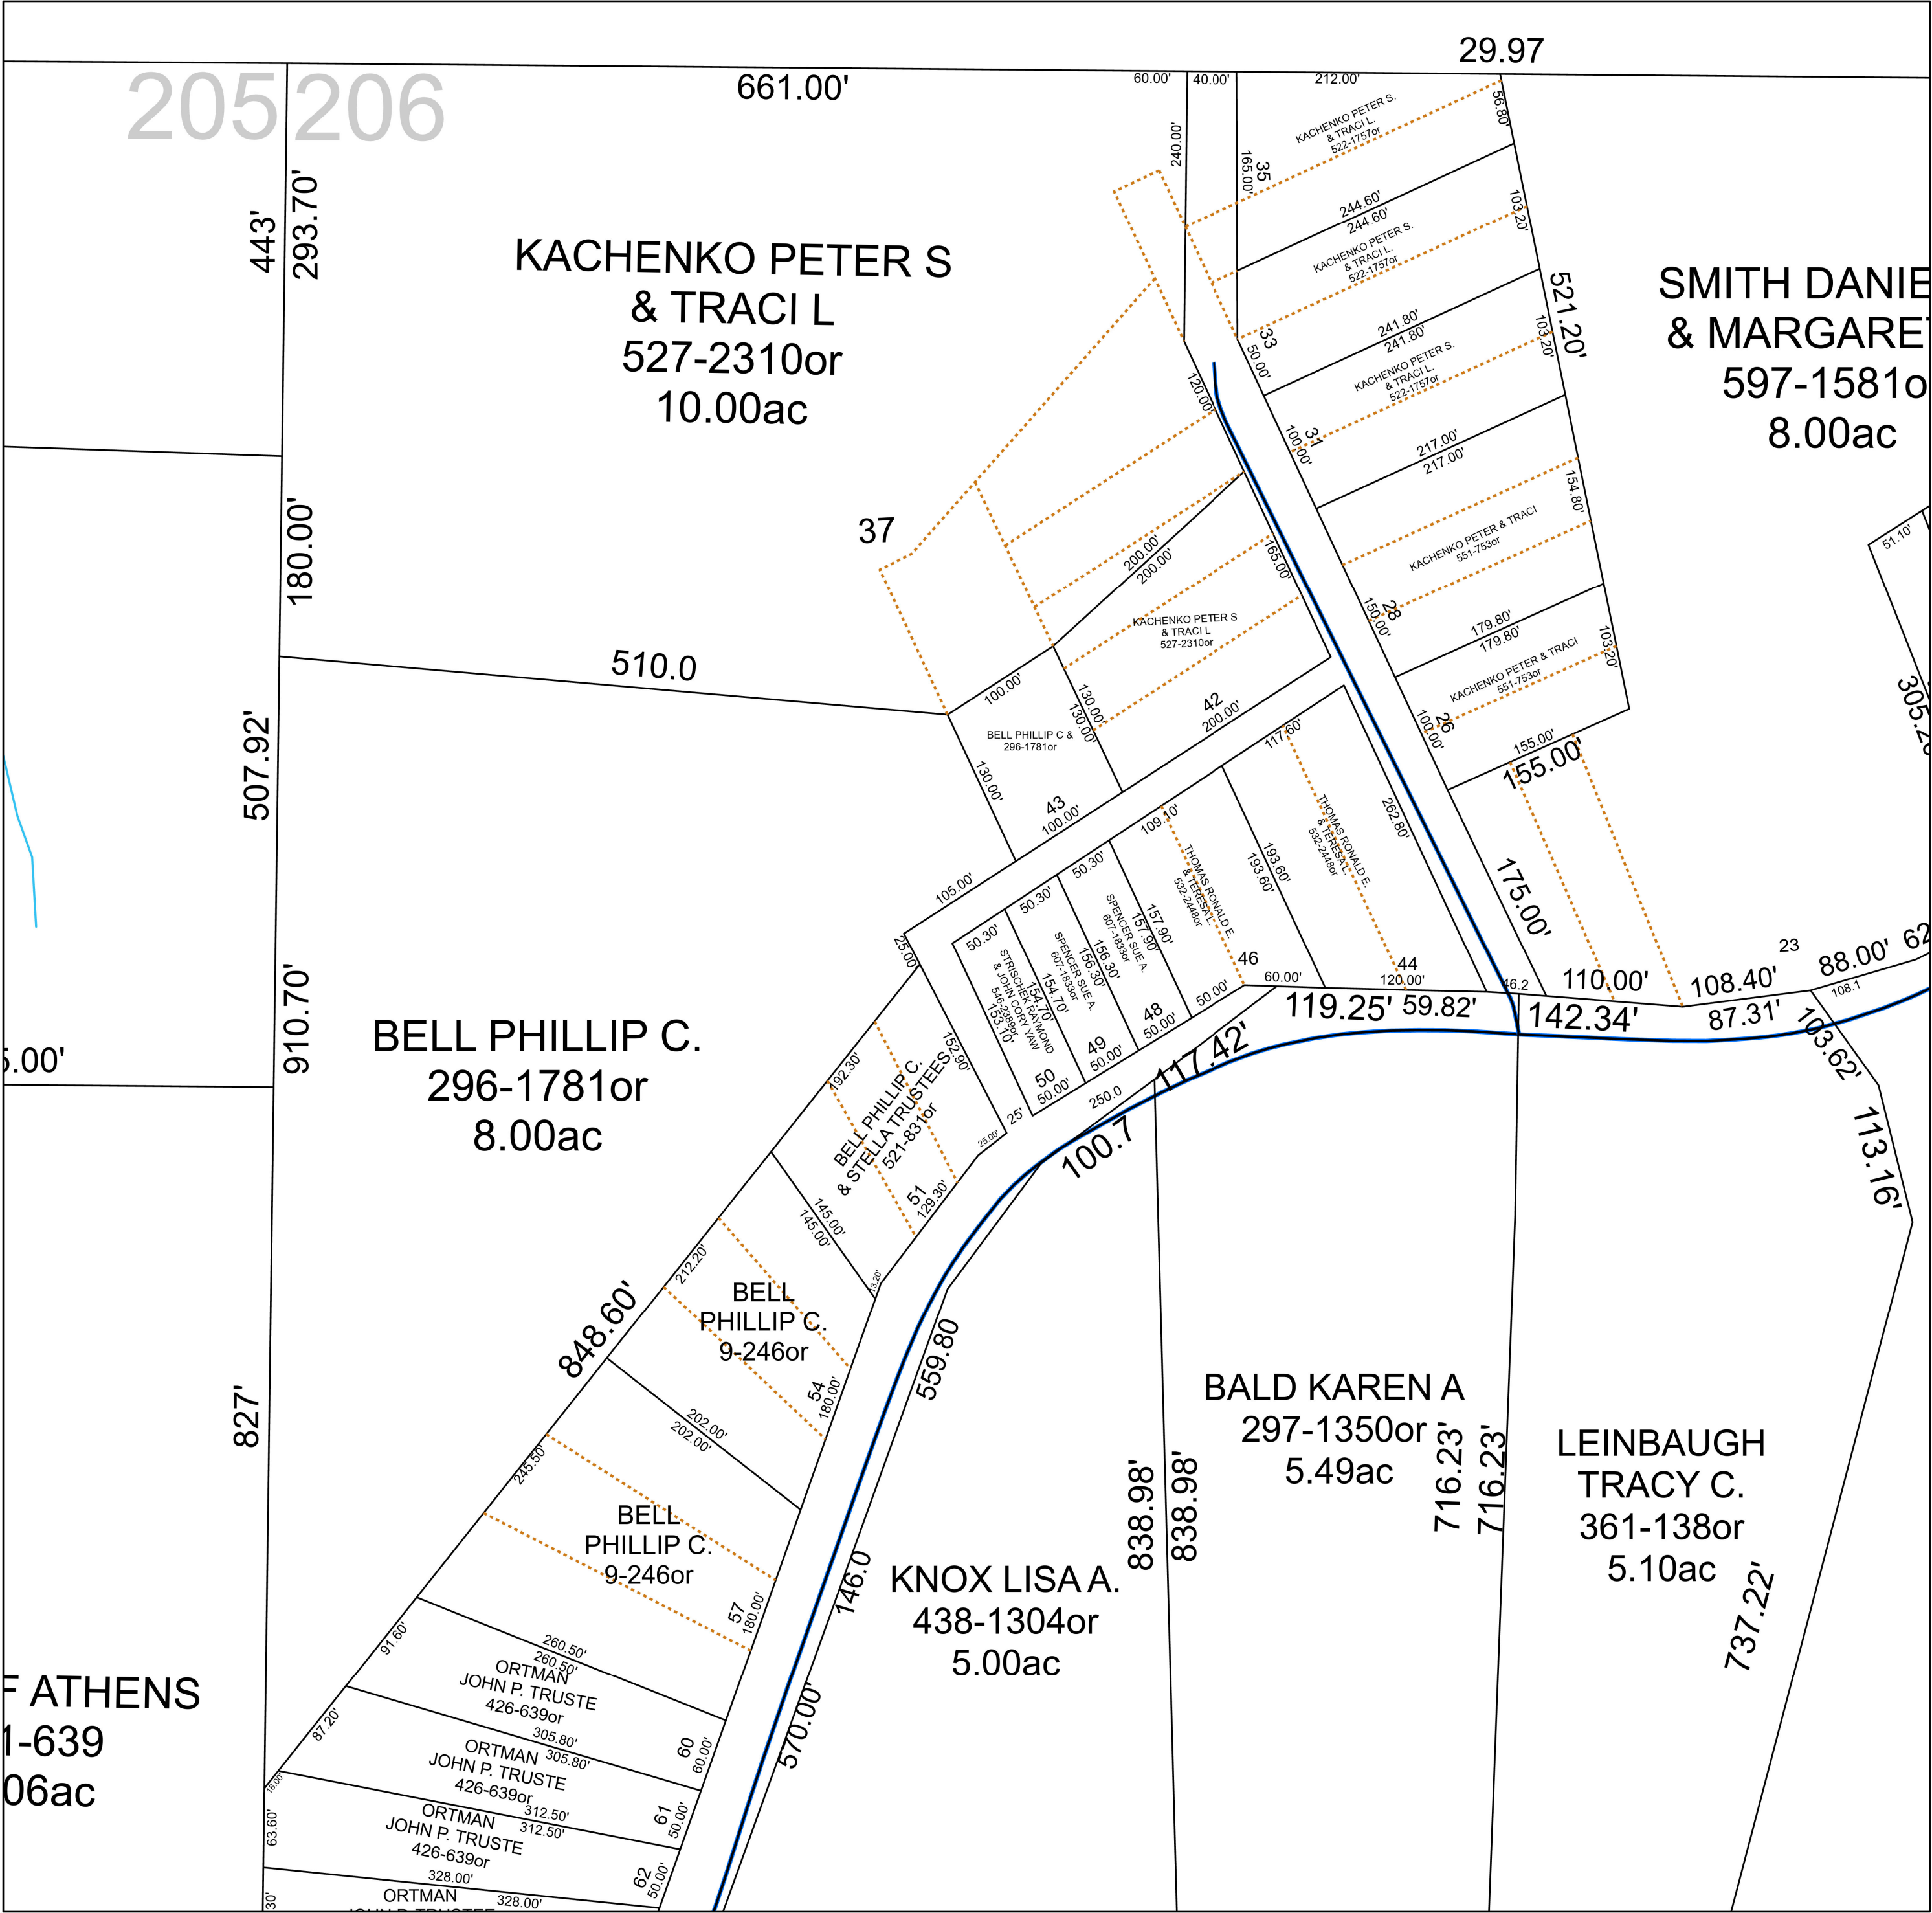 29.97
205
206
661.00'
60.00'
40.00'
212.00'
443'
293.70'
240.00'
165.00'
35
56.80'
KACHENKO PETER S.
& TRACI L.
522-1757or
244.60'
244.60'
103.20'
KACHENKO PETER S.
& TRACI L.
522-1757or
KACHENKO PETER S
& TRACI L
527-2310or
10.00ac
521.20'
SMITH DANIE
& MARGARE
597-1581o
8.00ac
33
50.00'
241.80'
241.80'
103.20'
KACHENKO PETER S.
& TRACI L.
522-1757or
120.00'
31
100.00'
217.00'
217.00'
154.80'
37
180.00'
200.00'
200.00'
165.00'
KACHENKO PETER & TRACI
551-753or
51.10'
28
150.00'
179.80'
179.80'
103.20'
KACHENKO PETER S
& TRACI L
527-2310or
KACHENKO PETER & TRACI
551-753or
510.0
100.00'
130.00'
130.00'
42
200.00'
26
100.00'
155.00'
155.00'
507.92'
BELL PHILLIP C &
296-1781or
130.00'
43
100.00'
117.60'
262.80'
THOMAS RONALD E.
& TERESA L.
532-2448or
193.60'
193.60'
109.10'
THOMAS RONALD E.
& TERESA L.
532-2448or
105.00'
25.00'
50.30'
50.30'
50.30'
157.90'
157.90'
SPENCER SUE A.
607-1833or
156.30'
156.30'
SPENCER SUE A.
607-1833or
154.70'
154.70'
STRISCHEK RAYMOND
& JOHN CORY YAW
546-2389or
153.10'
175.00'
23
46
60.00'
44
120.00'
46.2
110.00'
108.40'
88.00'
62
108.1
119.25'
59.82'
142.34'
87.31'
103.62'
50.00'
48
50.00'
49
50.00'
50
50.00'
250.0
117.42'
100.7
113.16'
910.70'
5.00'
BELL PHILLIP C.
296-1781or
8.00ac
192.30'
152.90'
BELL PHILLIP C.
& STELLA TRUSTEES
521-831or
25'
25.00'
51
129.30'
145.00'
145.00'
13.20'
212.20'
BELL
PHILLIP C.
9-246or
54
180.00'
848.60'
559.80
202.00'
202.00'
827'
245.50'
BELL
PHILLIP C.
9-246or
57
180.00'
146.0
KNOX LISA A.
438-1304or
5.00ac
838.98'
838.98'
BALD KAREN A
297-1350or
5.49ac
716.23'
716.23'
LEINBAUGH
TRACY C.
361-138or
5.10ac
737.22'
570.00'
91.60'
260.50'
260.50'
ORTMAN
JOHN P. TRUSTE
426-639or
60
60.00'
87.20'
305.80'
305.80'
ORTMAN
JOHN P. TRUSTE
426-639or
61
50.00'
F ATHENS
1-639
06ac
18.00'
63.60'
312.50'
312.50'
ORTMAN
JOHN P. TRUSTE
426-639or
62
50.00'
328.00'
328.00'
30'
ORTMAN